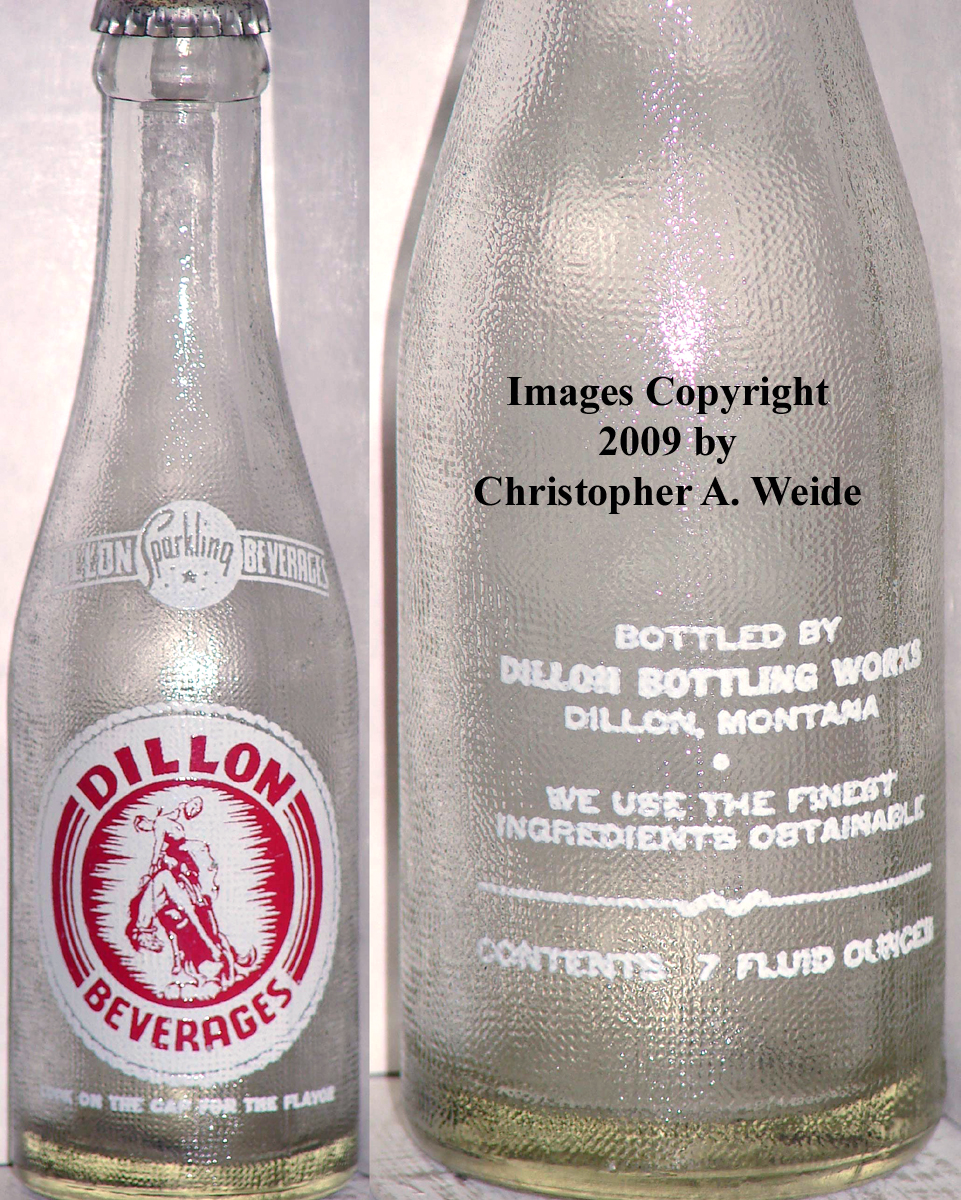 DILLON Sparkling BEVERAGES
DILLON
BEVERAGES
LOOK ON THE CAP FOR THE FLAVOR
Images Copyright
2009 by
Christopher A. Weide
BOTTLED BY
DILLON BOTTLING WORKS
DILLON, MONTANA
•
WE USE THE FINEST
INGREDIENTS OBTAINABLE
CONTENTS 7 FLUID OUNCES